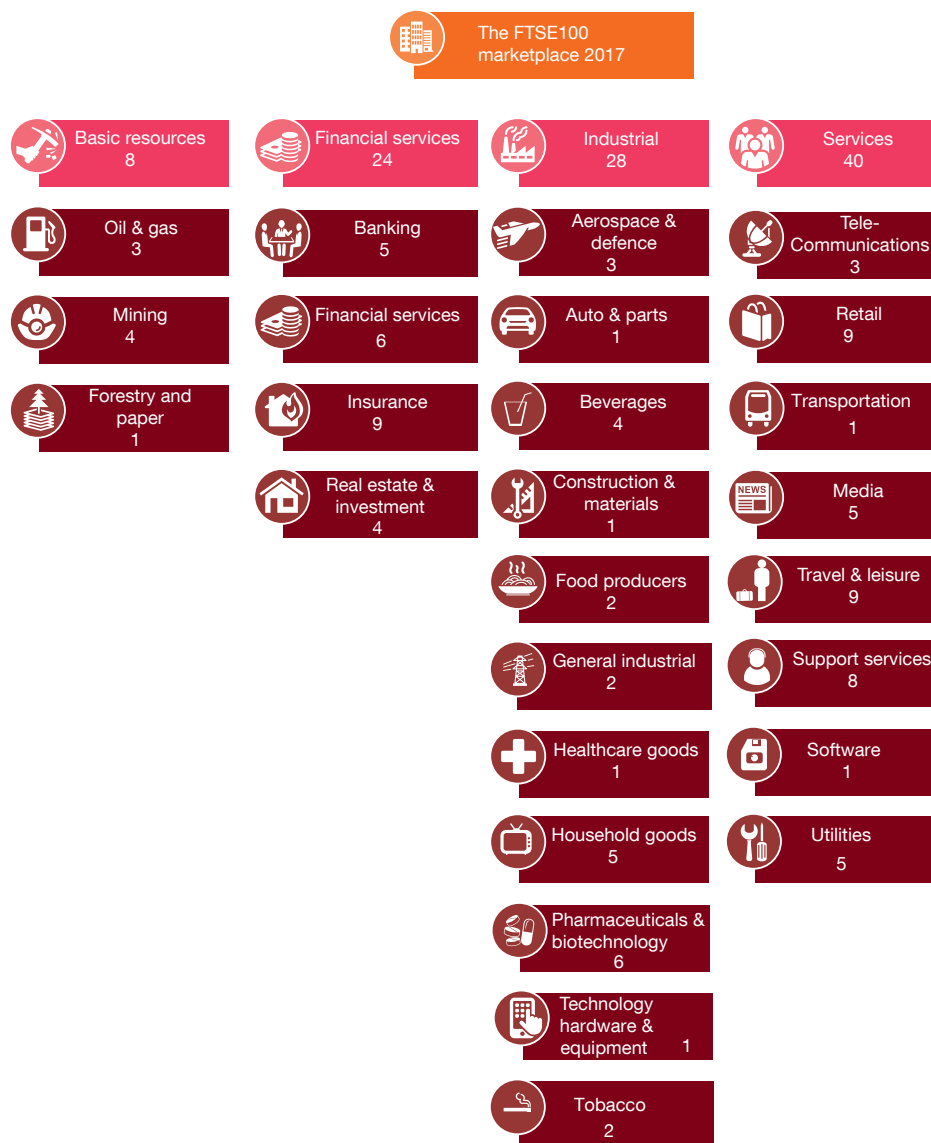 The FTSE100
marketplace 2017
Basic resources
8
Oil & gas
3
Mining
4
Forestry and
paper
1
Financial services
24
Banking
5
Financial services
6
Insurance
9
Real estate &
investment
4
Industrial
28
Aerospace &
defence
3
Auto & parts
1
Beverages
4
Construction &
materials
1
Food producers
2
General industrial
2
Healthcare goods
1
Household goods
5
Pharmaceuticals &
biotechnology
6
Technology
hardware &
equipment 1
Tobacco
2
Services
40
Tele-
Communications
3
Retail
9
Transportation
1
NEWS
Media
5
Travel & leisure
9
Support services
8
Software
1
Utilities
5